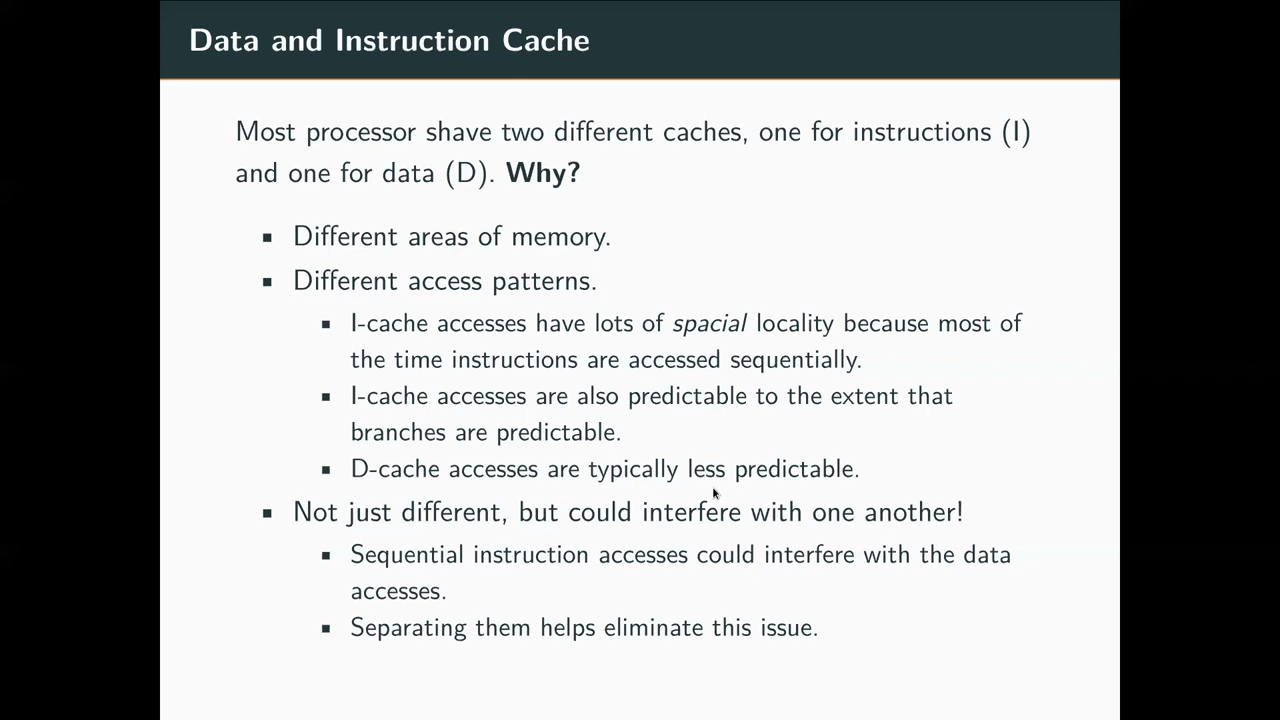 Data and Instruction Cache
Most processor shave two different caches, one for instructions (I)
and one for data (D). Why?
▪ Different areas of memory.
▪ Different access patterns.
▪ I-cache accesses have lots of spacial locality because most of
the time instructions are accessed sequentially.
▪ I-cache accesses are also predictable to the extent that
branches are predictable.
▪ D-cache accesses are typically less predictable.
▪ Not just different, but could interfere with one another!
▪ Sequential instruction accesses could interfere with the data
accesses.
▪ Separating them helps eliminate this issue.